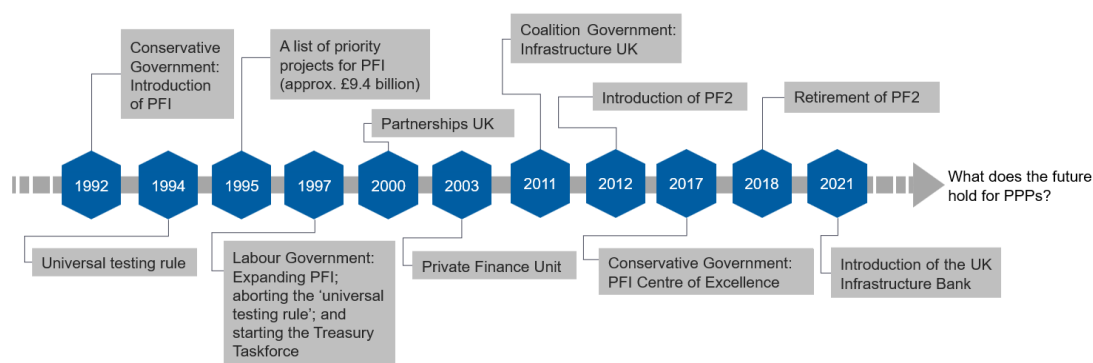 Conservative
Government:
Introduction
of PFI
A list of priority
projects for PFI
(approx. £9.4 billion)
Partnerships UK
Coalition Government:
Infrastructure UK
Introduction of PF2
Retirement of PF2
1992
1994
1995
1997
2000
2003
2011
2012
2017
2018
2021
What does the future
hold for PPPs?
Universal testing rule
Labour Government:
Expanding PFI;
aborting the ‘universal
testing rule’; and
starting the Treasury
Taskforce
Private Finance Unit
Conservative Government:
PFI Centre of Excellence
Introduction of the UK
Infrastructure Bank